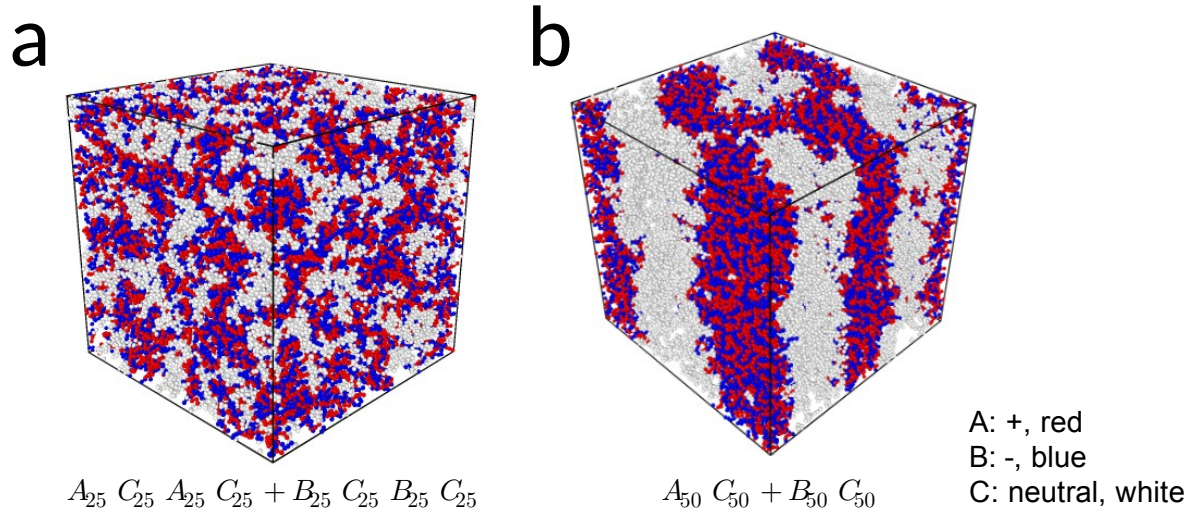 a
b
A₂₅ C₂₅ A₂₅ C₂₅ + B₂₅ C₂₅ B₂₅ C₂₅
A₅₀ C₅₀ + B₅₀ C₅₀
A: +, red
B: -, blue
C: neutral, white